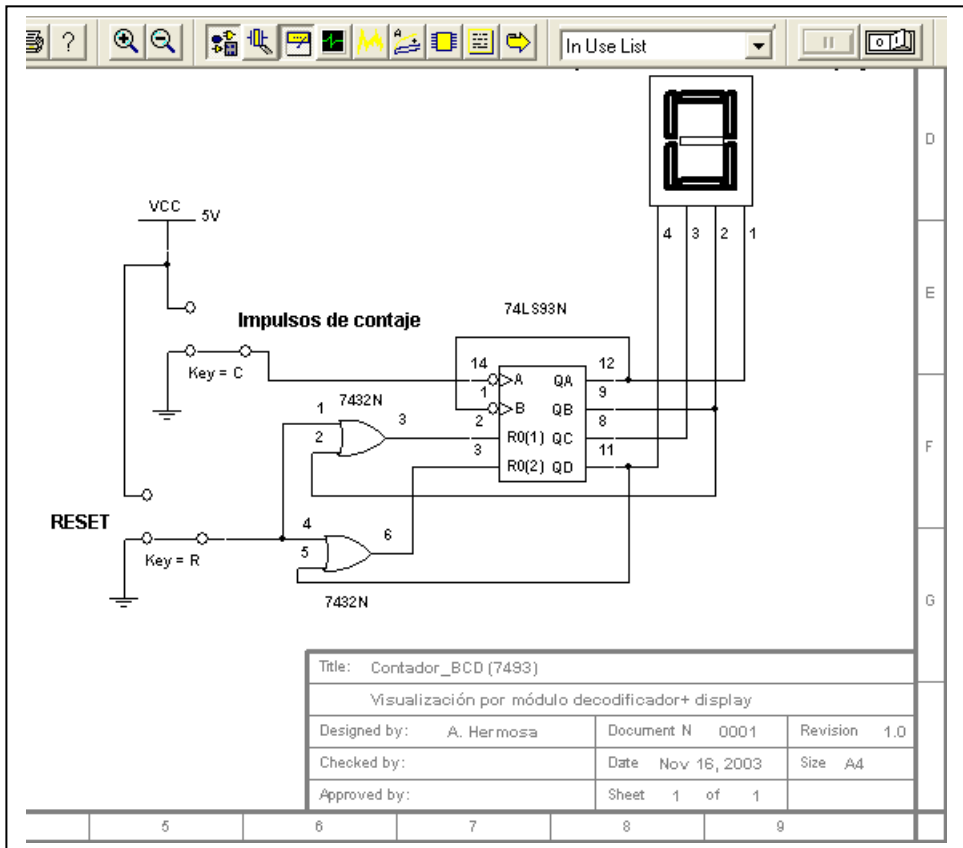 ?
A
In Use List
D
4 3 2 1
VCC 5V
E
74LS93N
Impulsos de contaje
14 A QA 12
Key = C
1 B QB 9
7432N
1 3
2 R0(1) QC 8
2
3 R0(2) QD 11
F
RESET
4 6
5
Key = R
7432N
G
Title: Contador_BCD (7493)
Visualización por módulo decodificador+ display
Designed by: A. Hermosa Document N 0001 Revision 1.0
Checked by: Date Nov 16, 2003 Size A4
Approved by: Sheet 1 of 1
5 6 7 8 9